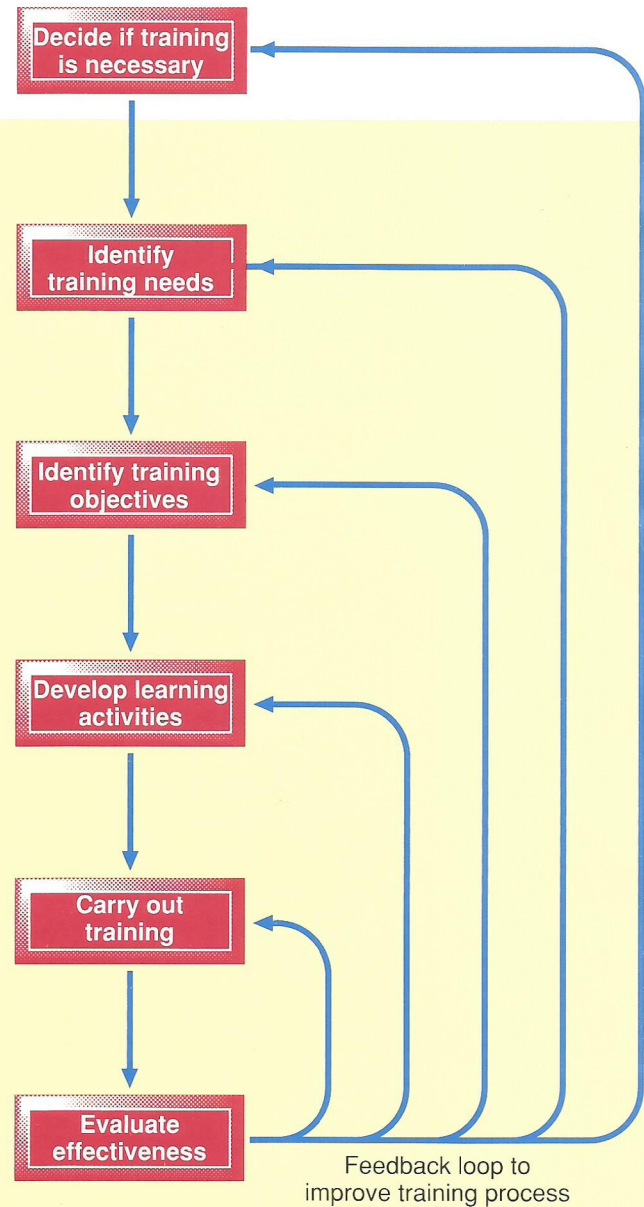 Decide if training
is necessary
Identify
training needs
Identify training
objectives
Develop learning
activities
Carry out
training
Evaluate
effectiveness
Feedback loop to
improve training process